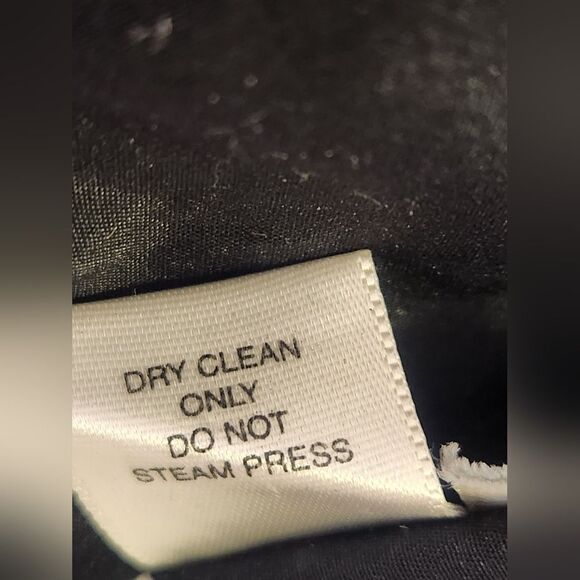 DRY CLEAN
ONLY
DO NOT
STEAM PRESS